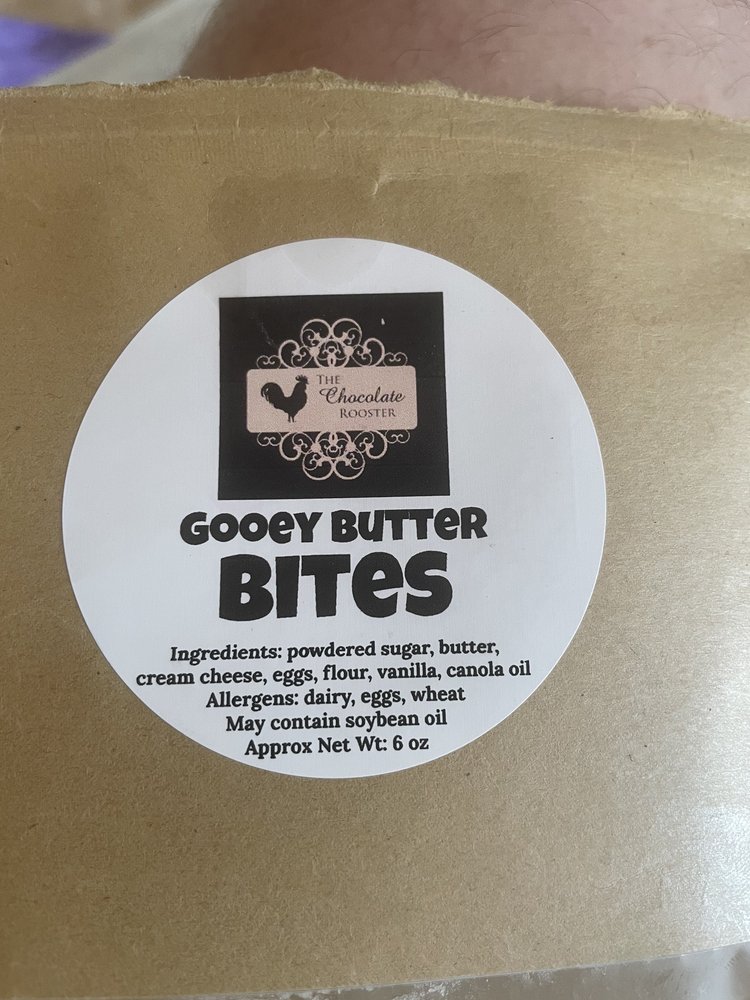 THE
Chocolate
ROOSTER
GOOEY BUTTER
BITES
Ingredients: powdered sugar, butter,
cream cheese, eggs, flour, vanilla, canola oil
Allergens: dairy, eggs, wheat
May contain soybean oil
Approx Net Wt: 6 oz